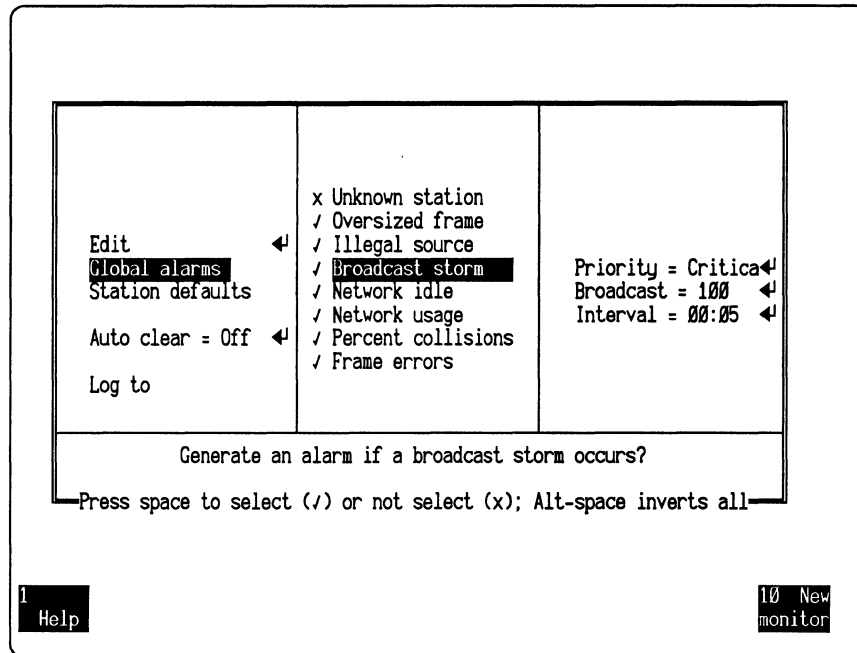 Edit ↵
Global alarms
Station defaults
Auto clear = Off ↵
Log to
x Unknown station
√ Oversized frame
√ Illegal source
√ Broadcast storm
√ Network idle
√ Network usage
√ Percent collisions
√ Frame errors
Priority = Critica↵
Broadcast = 100 ↵
Interval = 00:05 ↵
Generate an alarm if a broadcast storm occurs?
Press space to select (√) or not select (x); Alt-space inverts all
1
Help
10 New
monitor